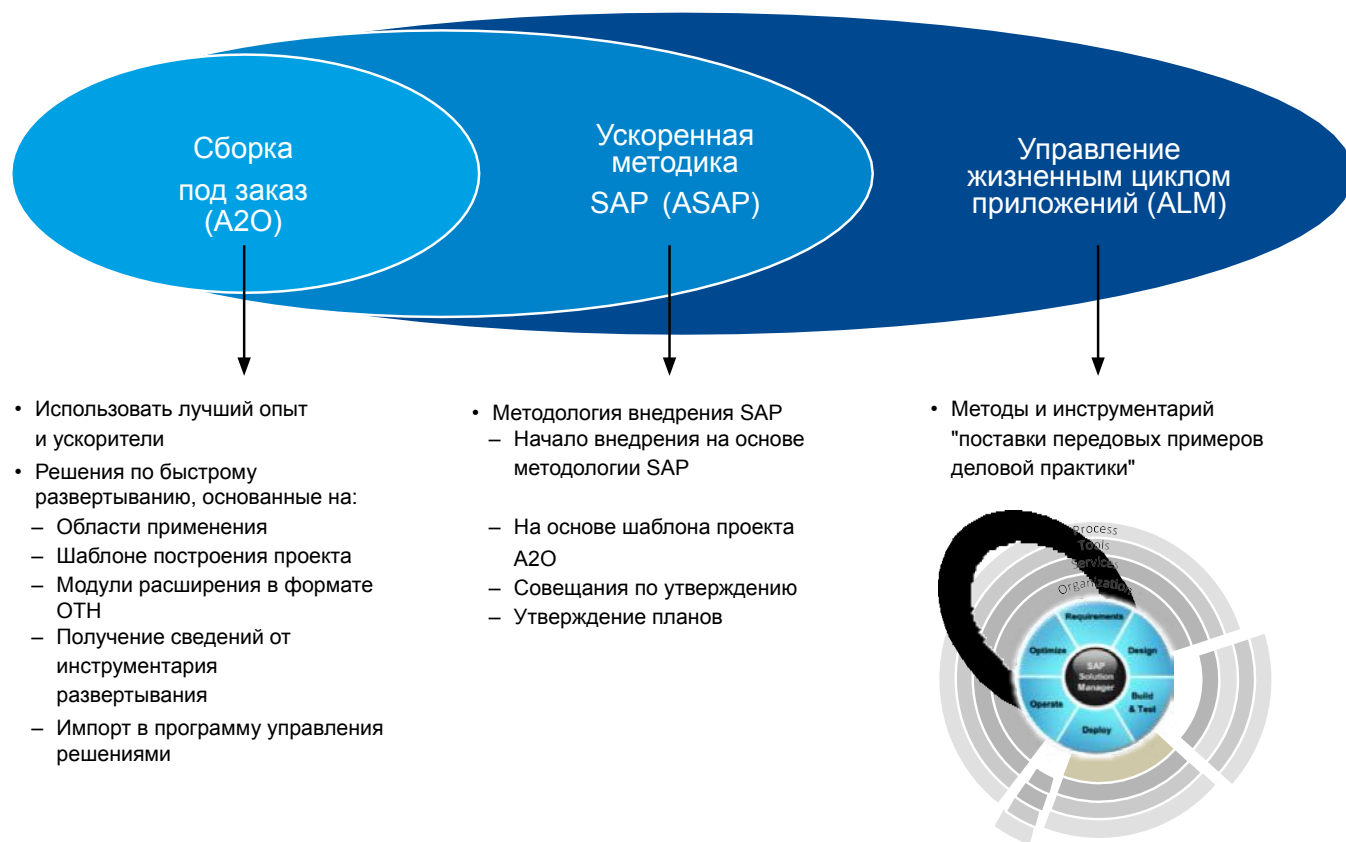 Сборка
под заказ
(A2O)
Ускоренная
методика
SAP (ASAP)
Управление
жизненным циклом
приложений (ALM)
• Использовать лучший опыт
и ускорители
• Решения по быстрому
развертыванию, основанные на:
– Области применения
– Шаблоне построения проекта
– Модули расширения в формате
ОТН
– Получение сведений от
инструментария
развертывания
– Импорт в программу управления
решениями
• Методология внедрения SAP
– Начало внедрения на основе
методологии SAP
– На основе шаблона проекта
A2O
– Совещания по утверждению
– Утверждение планов
• Методы и инструментарий
"поставки передовых примеров
деловой практики"
Process
Tools
Services
Organization
Requirements
Optimize
Design
SAP
Solution
Manager
Operate
Build
& Test
Deploy